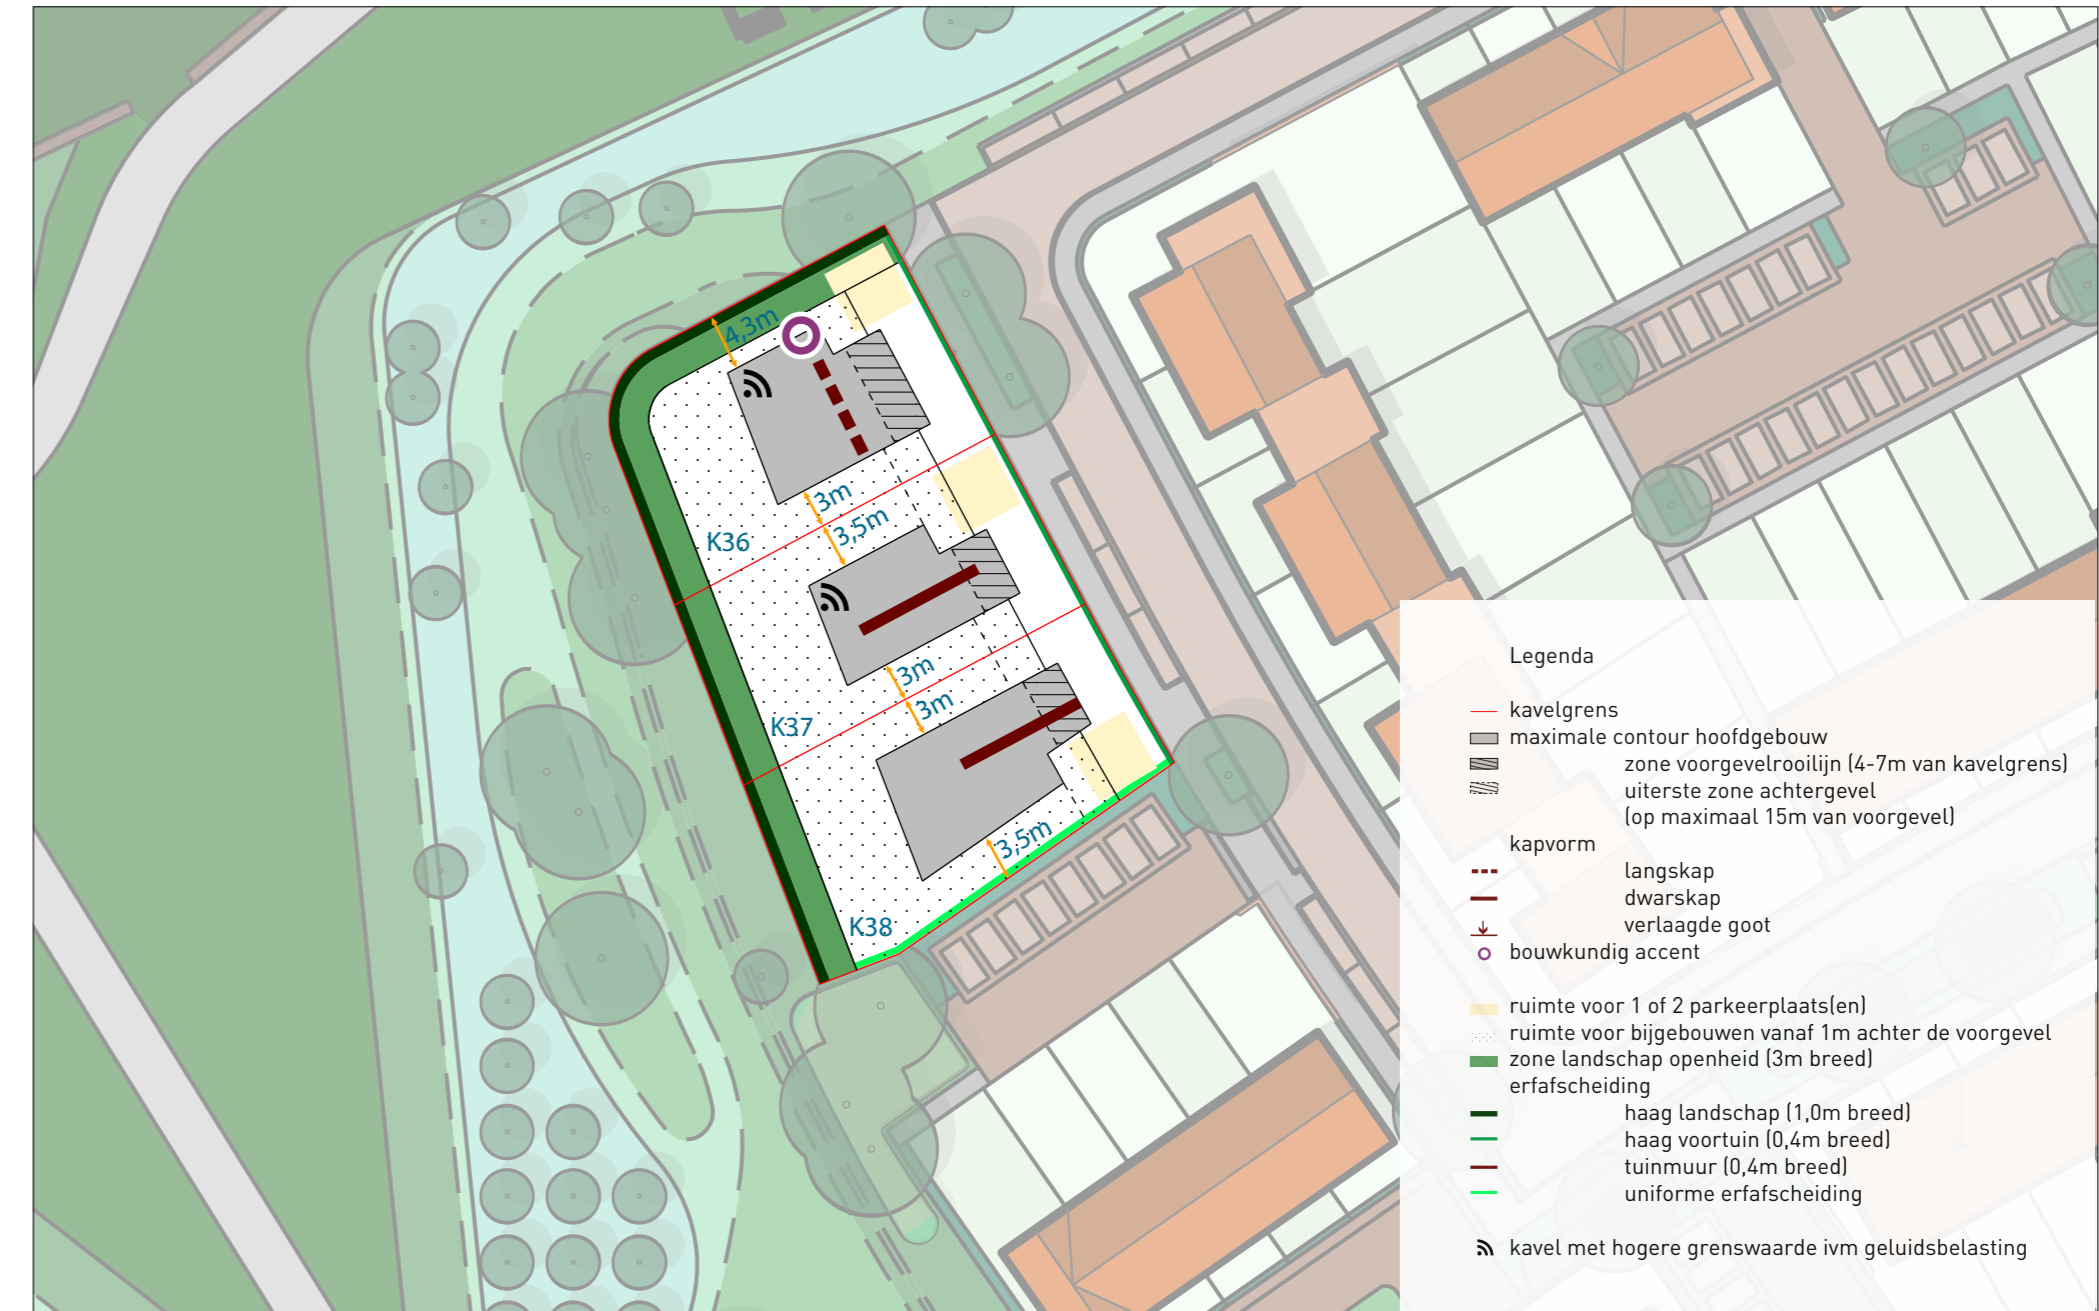 4,3m
3m
3,5m
K36
3m
3m
K37
3,5m
K38
Legenda
kavelgrens
maximale contour hoofdgebouw
zone voorgevelrooilijn (4-7m van kavelgrens)
uiterste zone achtergevel
(op maximaal 15m van voorgevel)
kapvorm
langskap
dwarskap
verlaagde goot
bouwkundig accent
ruimte voor 1 of 2 parkeerplaats(en)
ruimte voor bijgebouwen vanaf 1m achter de voorgevel
zone landschap openheid (3m breed)
erfafscheiding
haag landschap (1,0m breed)
haag voortuin (0,4m breed)
tuinmuur (0,4m breed)
uniforme erfafscheiding
kavel met hogere grenswaarde ivm geluidsbelasting